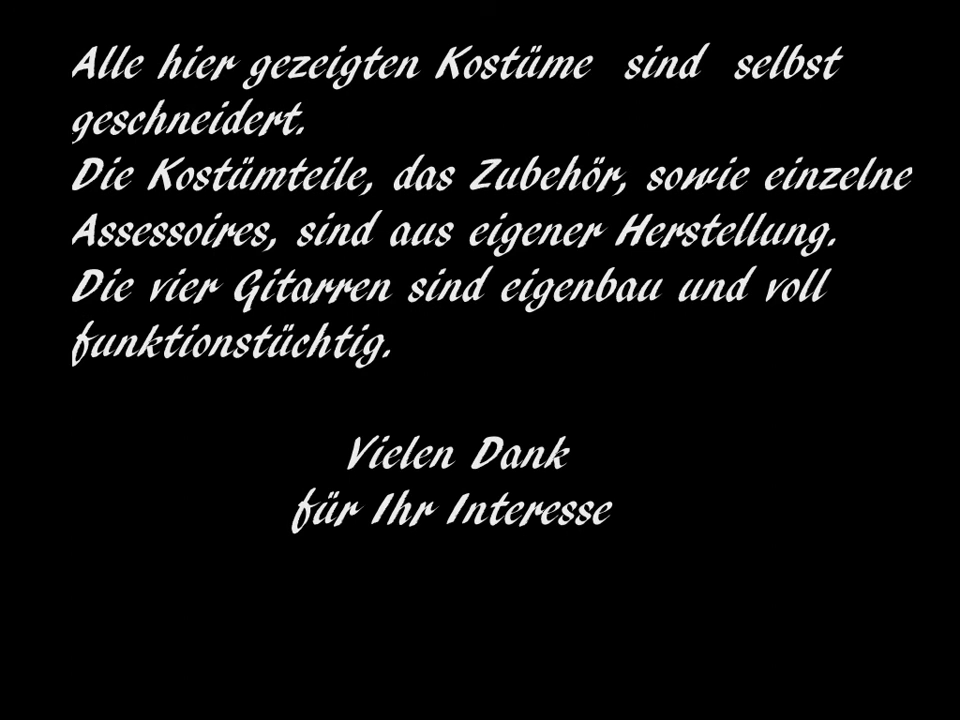 Alle hier gezeigten Kostüme sind selbst
geschneidert.
Die Kostümteile, das Zubehör, sowie einzelne
Assessoires, sind aus eigener Herstellung.
Die vier Gitarren sind eigenbau und voll
funktionstüchtig.
Vielen Dank
für Ihr Interesse